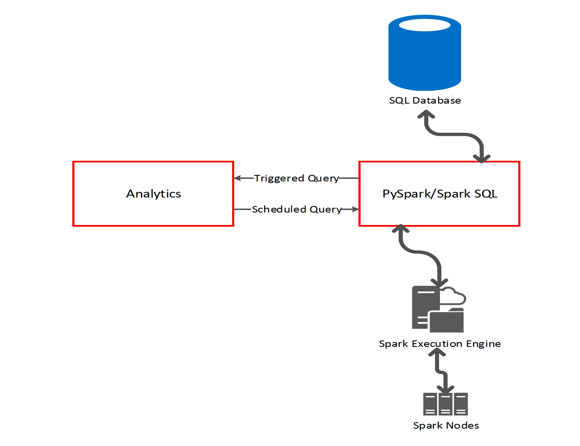 SQL Database
Triggered Query
Analytics
PySpark/Spark SQL
Scheduled Query
Spark Execution Engine
Spark Nodes